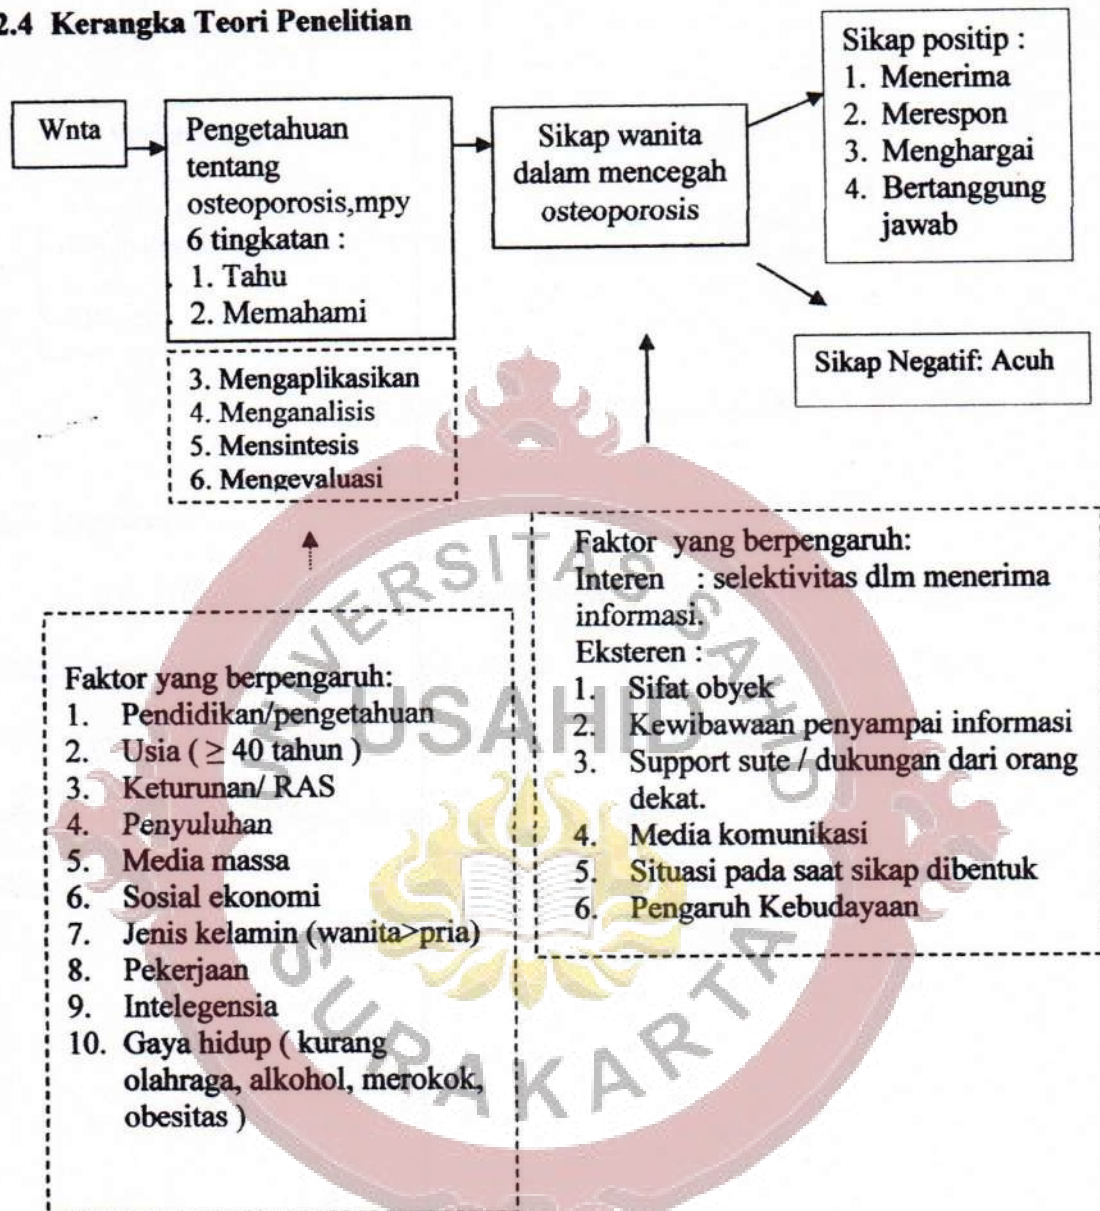 2.4 Kerangka Teori Penelitian
Wnta
Pengetahuan
tentang
osteoporosis,mpy
6 tingkatan :
1. Tahu
2. Memahami
3. Mengaplikasikan
4. Menganalisis
5. Mensintesis
6. Mengevaluasi
Sikap wanita
dalam mencegah
osteoporosis
Sikap positip :
1. Menerima
2. Merespon
3. Menghargai
4. Bertanggung
jawab
Sikap Negatif: Acuh
Faktor yang berpengaruh:
1. Pendidikan/pengetahuan
2. Usia ( ≥ 40 tahun )
3. Keturunan/ RAS
4. Penyuluhan
5. Media massa
6. Sosial ekonomi
7. Jenis kelamin (wanita>pria)
8. Pekerjaan
9. Intelegensia
10. Gaya hidup ( kurang
olahraga, alkohol, merokok,
obesitas )
Faktor yang berpengaruh:
Interen : selektivitas dlm menerima
informasi.
Eksteren :
1. Sifat obyek
2. Kewibawaan penyampai informasi
3. Support sute / dukungan dari orang
dekat.
4. Media komunikasi
5. Situasi pada saat sikap dibentuk
6. Pengaruh Kebudayaan
UNIVERSITAS SAHID
USAHID
SURAKARTA